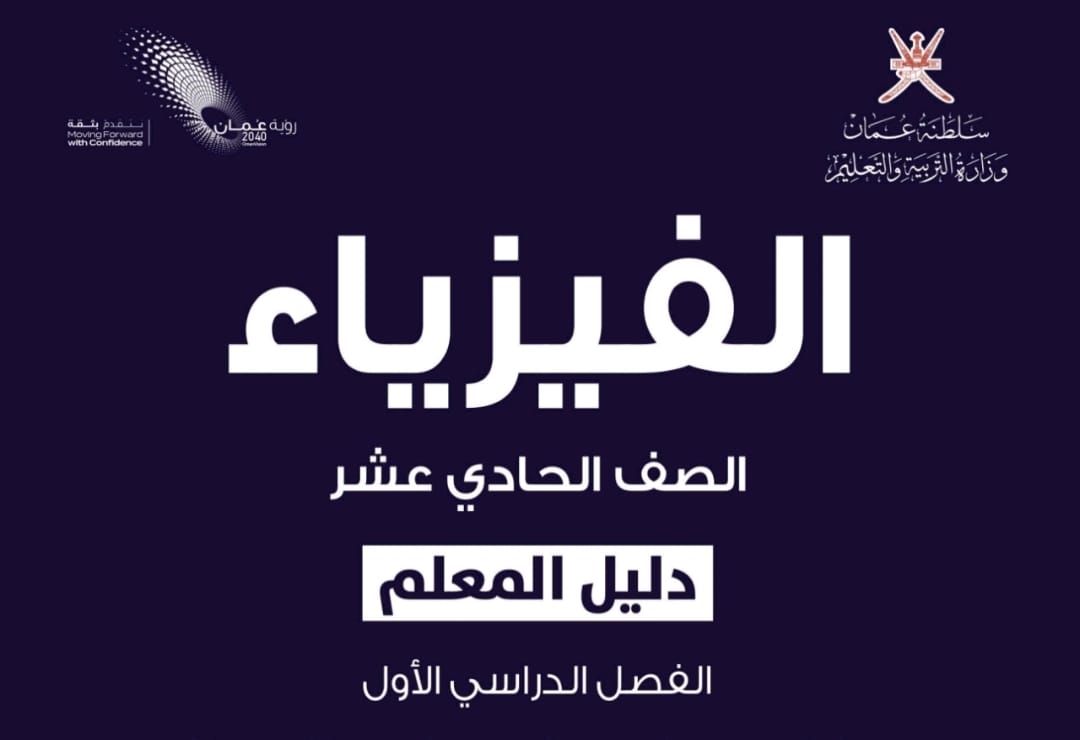 سلطنة عُمان
وزارة التربية والتعليم
رؤية عُمان
2040
OmanVision
نتقدم بثقة
Moving Forward
with Confidence
الفيزياء
الصف الحادي عشر
دليل المعلم
الفصل الدراسي الأول